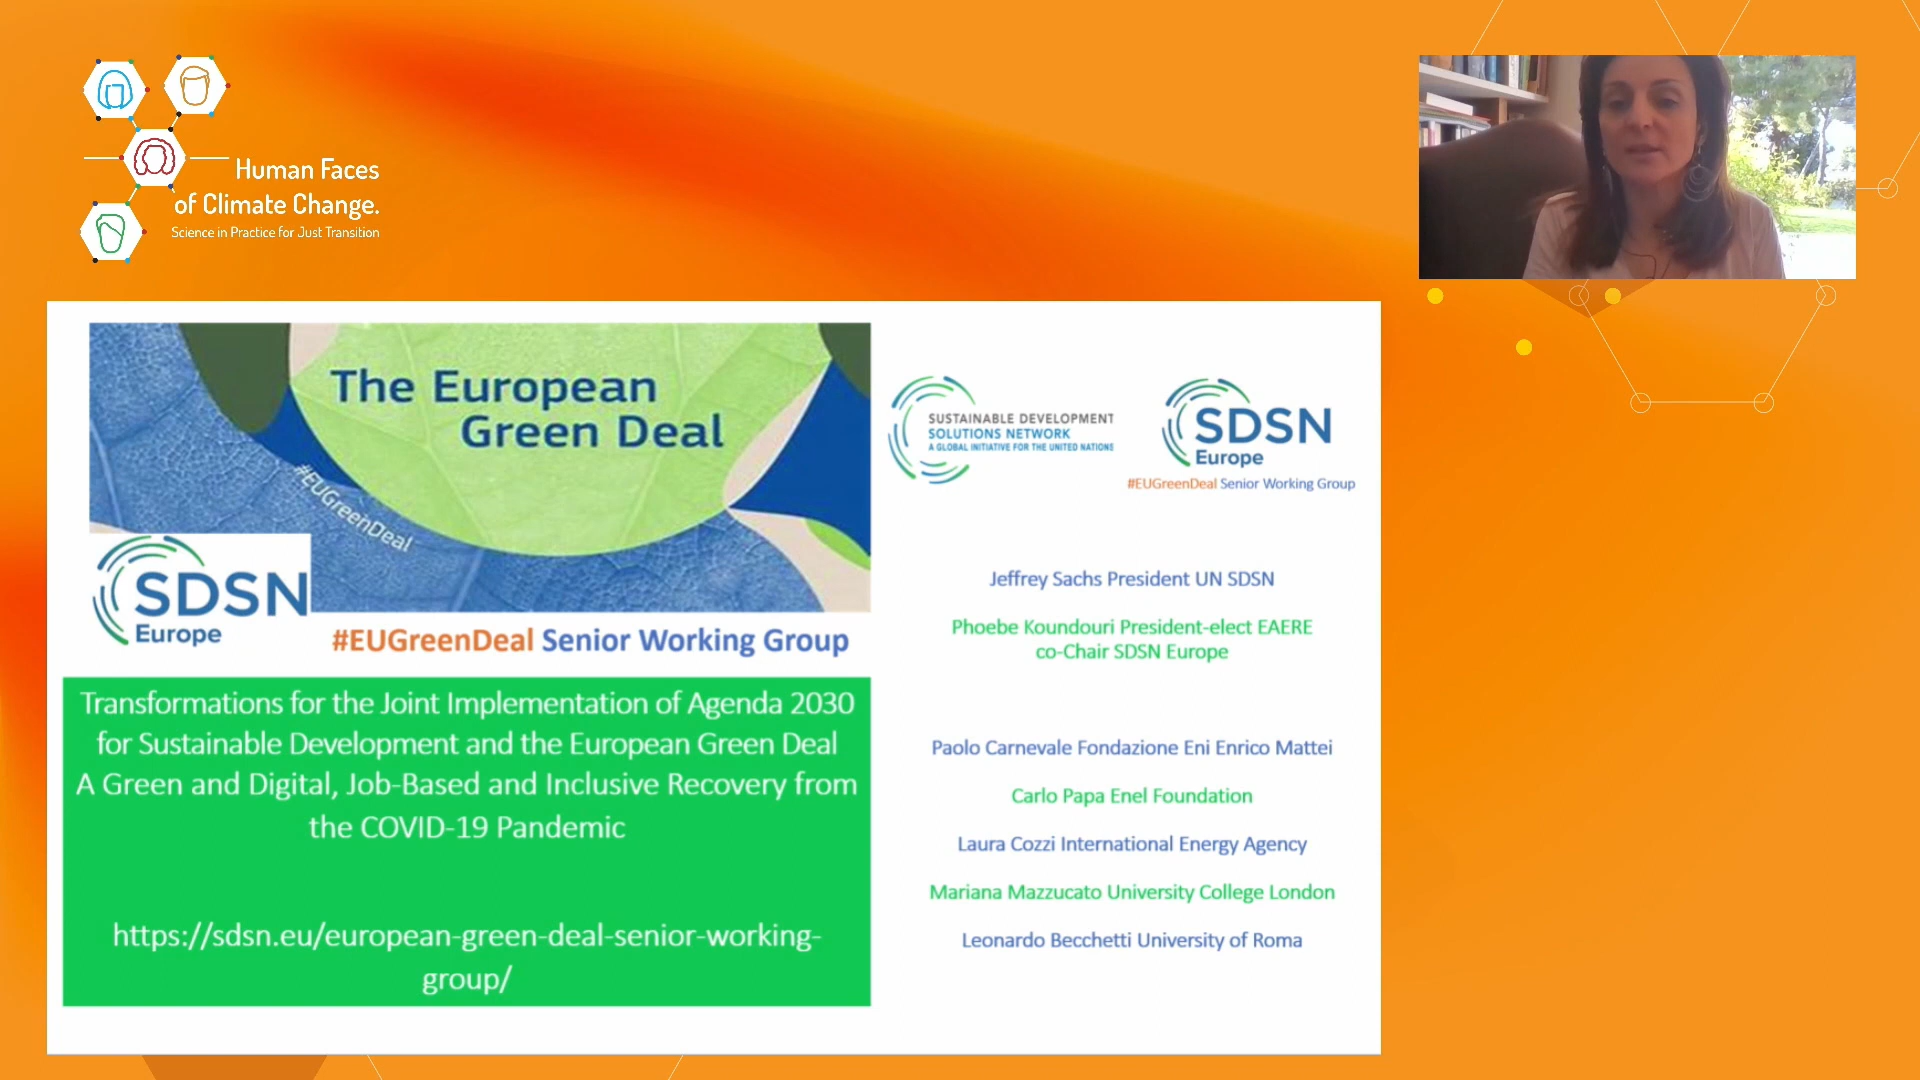 Human Faces
of Climate Change.
Science in Practice for Just Transition
The European
Green Deal
#EUGreenDeal
SDSN
Europe
#EUGreenDeal Senior Working Group
Transformations for the Joint Implementation of Agenda 2030
for Sustainable Development and the European Green Deal
A Green and Digital, Job-Based and Inclusive Recovery from
the COVID-19 Pandemic
https://sdsn.eu/european-green-deal-senior-working-
group/
SUSTAINABLE DEVELOPMENT
SOLUTIONS NETWORK
A GLOBAL INITIATIVE FOR THE UNITED NATIONS
SDSN
Europe
#EUGreenDeal Senior Working Group
Jeffrey Sachs President UN SDSN
Phoebe Koundouri President-elect EAERE
co-Chair SDSN Europe
Paolo Carnevale Fondazione Eni Enrico Mattei
Carlo Papa Enel Foundation
Laura Cozzi International Energy Agency
Mariana Mazzucato University College London
Leonardo Becchetti University of Roma